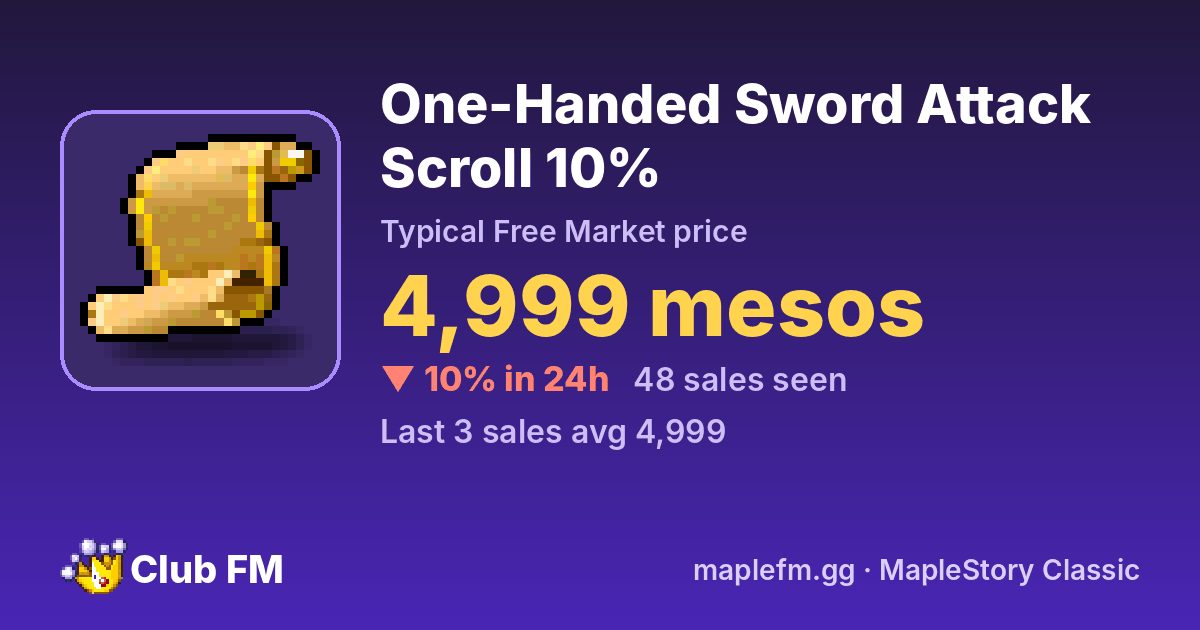 One-Handed Sword Attack
Scroll 10%
Typical Free Market price
4,999 mesos
▼ 10% in 24h 48 sales seen
Last 3 sales avg 4,999
Club FM
maplefm.gg · MapleStory Classic